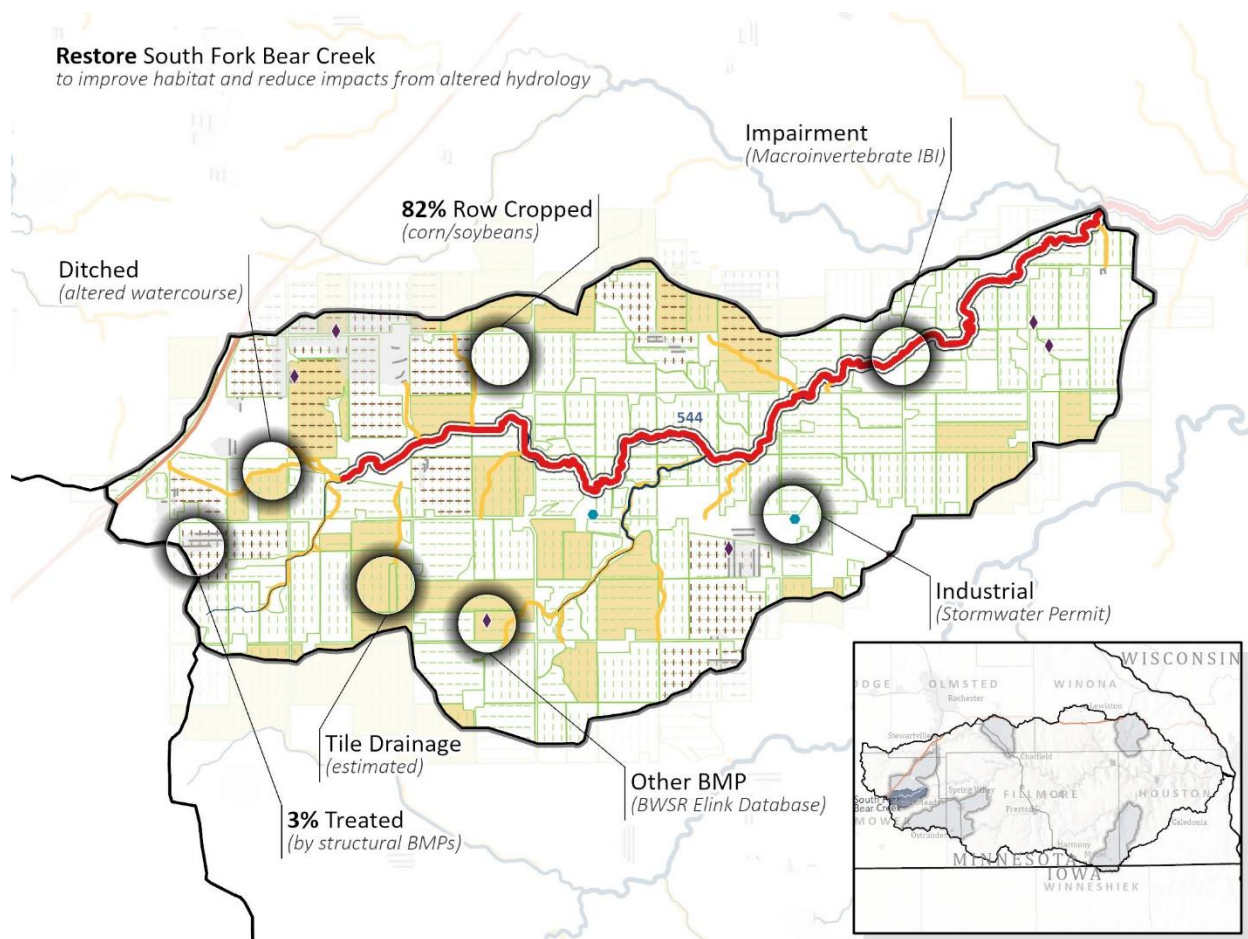 Restore South Fork Bear Creek
to improve habitat and reduce impacts from altered hydrology
Impairment
(Macroinvertebrate IBI)
82% Row Cropped
(corn/soybeans)
Ditched
(altered watercourse)
544
Industrial
(Stormwater Permit)
Tile Drainage
(estimated)
Other BMP
(BWSR Elink Database)
3% Treated
(by structural BMPs)
WISCONSIN
ODGE
OLMSTED
WINONA
Rochester
Lewiston
Stewartville
Chatfield
Spring Valley
FILLMORE
HOUSTON
South Fo
Bear Creek
Preston
MOWER
Caledonia
Ostrander
Harmony
Mabel
MINNESOTA
IOWA
WINNESHIEK